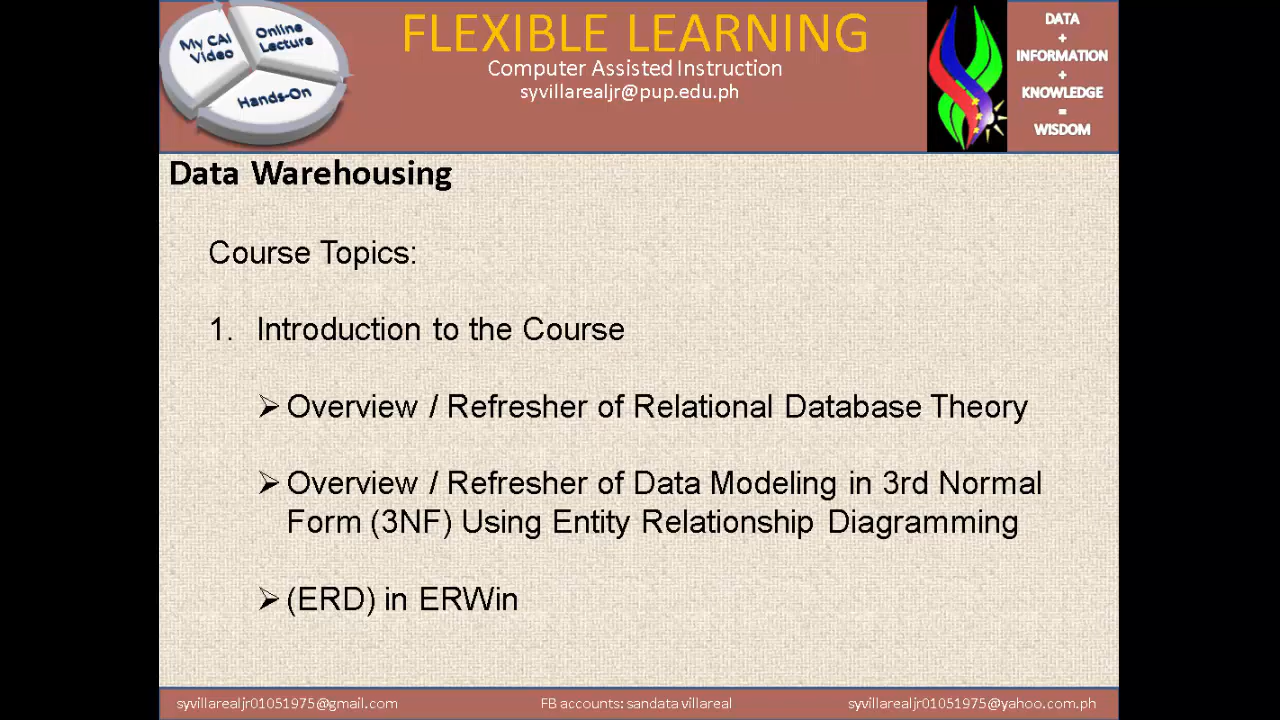 My CAI
Video
Online
Lecture
Hands-On
FLEXIBLE LEARNING
Computer Assisted Instruction
syvillarealjr@pup.edu.ph
DATA
+
INFORMATION
+
KNOWLEDGE
=
WISDOM
Data Warehousing
Course Topics:
1. Introduction to the Course
➢ Overview / Refresher of Relational Database Theory
➢ Overview / Refresher of Data Modeling in 3rd Normal
Form (3NF) Using Entity Relationship Diagramming
➢ (ERD) in ERWin
syvillarealjr01051975@gmail.com
FB accounts: sandata villareal
syvillarealjr01051975@yahoo.com.ph